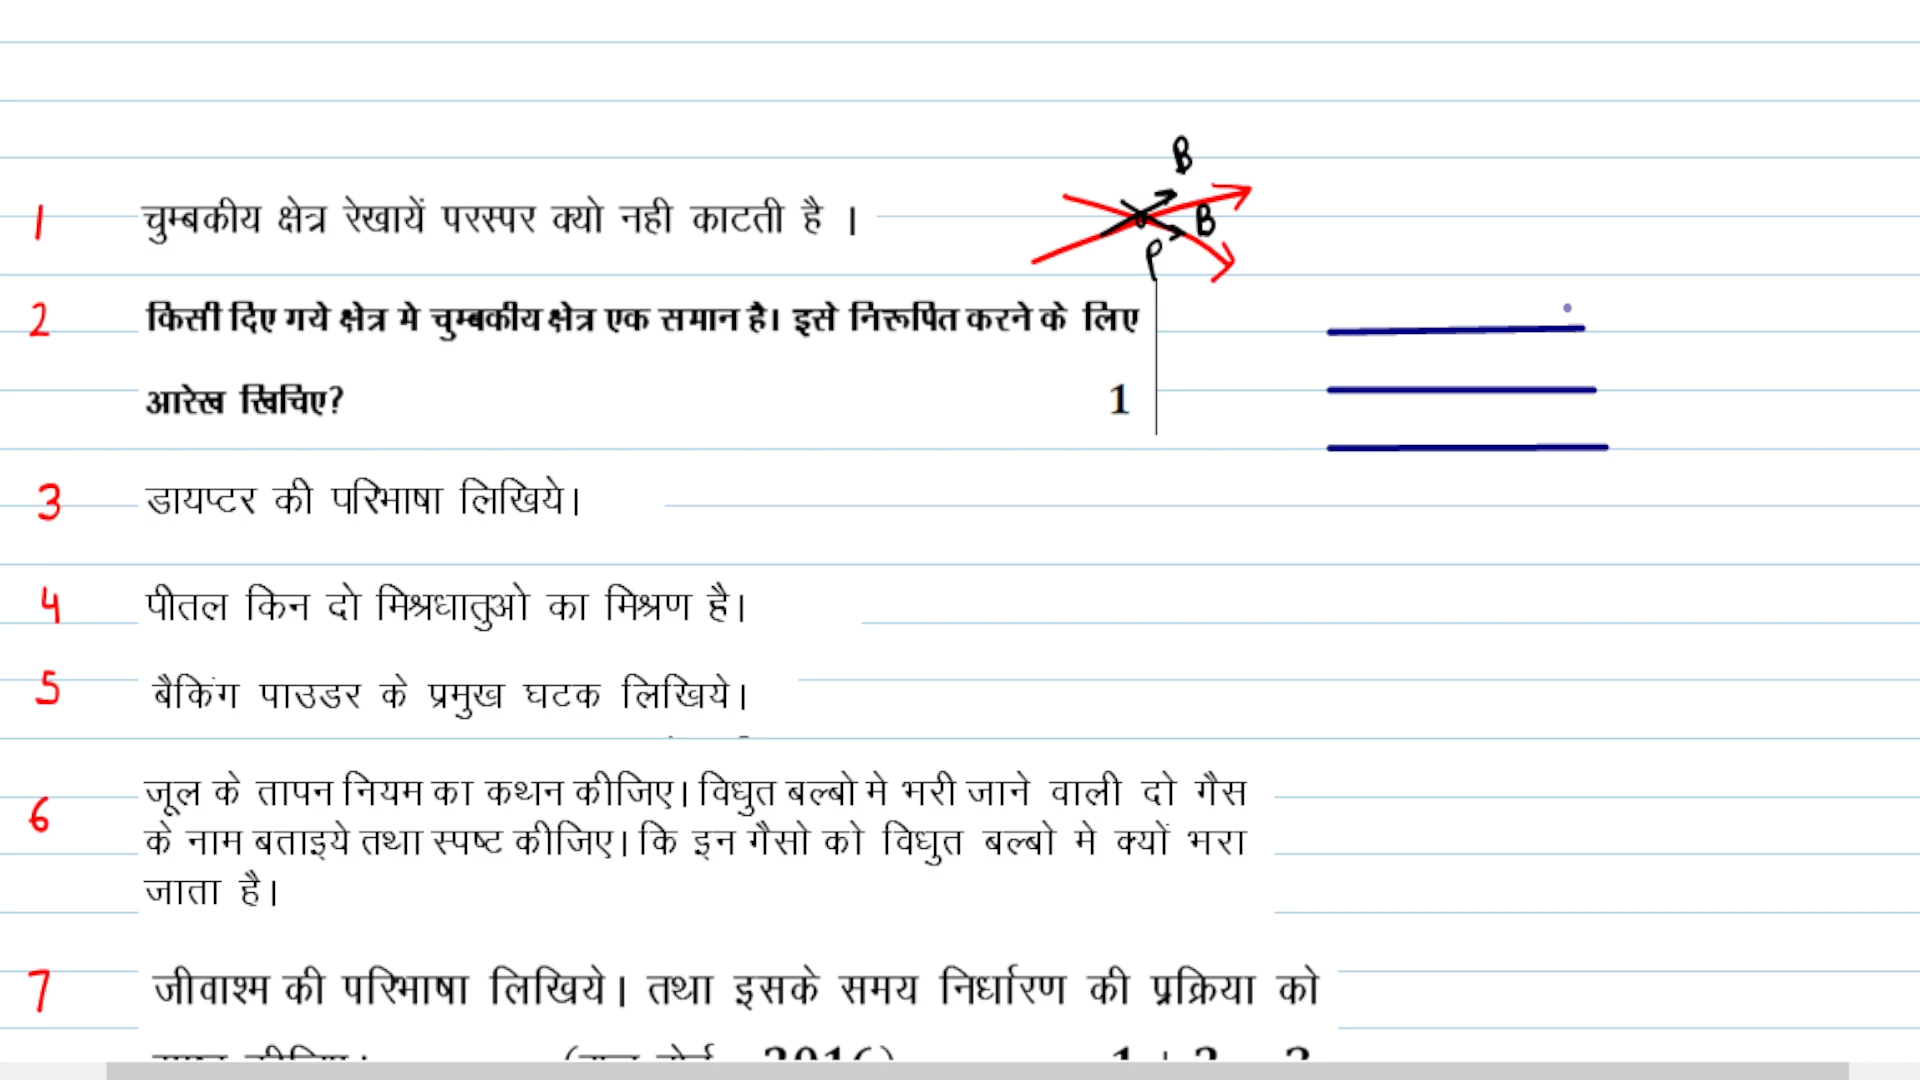 B
1 चुम्बकीय क्षेत्र रेखायें परस्पर क्यो नही काटती है ।
B
P
2 किसी दिए गये क्षेत्र मे चुम्बकीय क्षेत्र एक समान है। इसे निरूपित करने के लिए
आरेख खिचिए? 1
3 डायप्टर की परिभाषा लिखिये।
4 पीतल किन दो मिश्रधातुओ का मिश्रण है।
5 बैकिंग पाउडर के प्रमुख घटक लिखिये।
6 जूल के तापन नियम का कथन कीजिए। विधुत बल्बो मे भरी जाने वाली दो गैस
के नाम बताइये तथा स्पष्ट कीजिए। कि इन गैसो को विधुत बल्बो मे क्यों भरा
जाता है।
7 जीवाश्म की परिभाषा लिखिये। तथा इसके समय निर्धारण की प्रक्रिया को